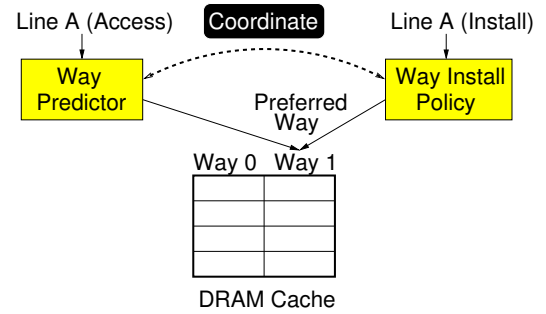 Line A (Access)
Coordinate
Line A (Install)
Way
Predictor
Way Install
Policy
Preferred
Way
Way 0
Way 1
DRAM Cache